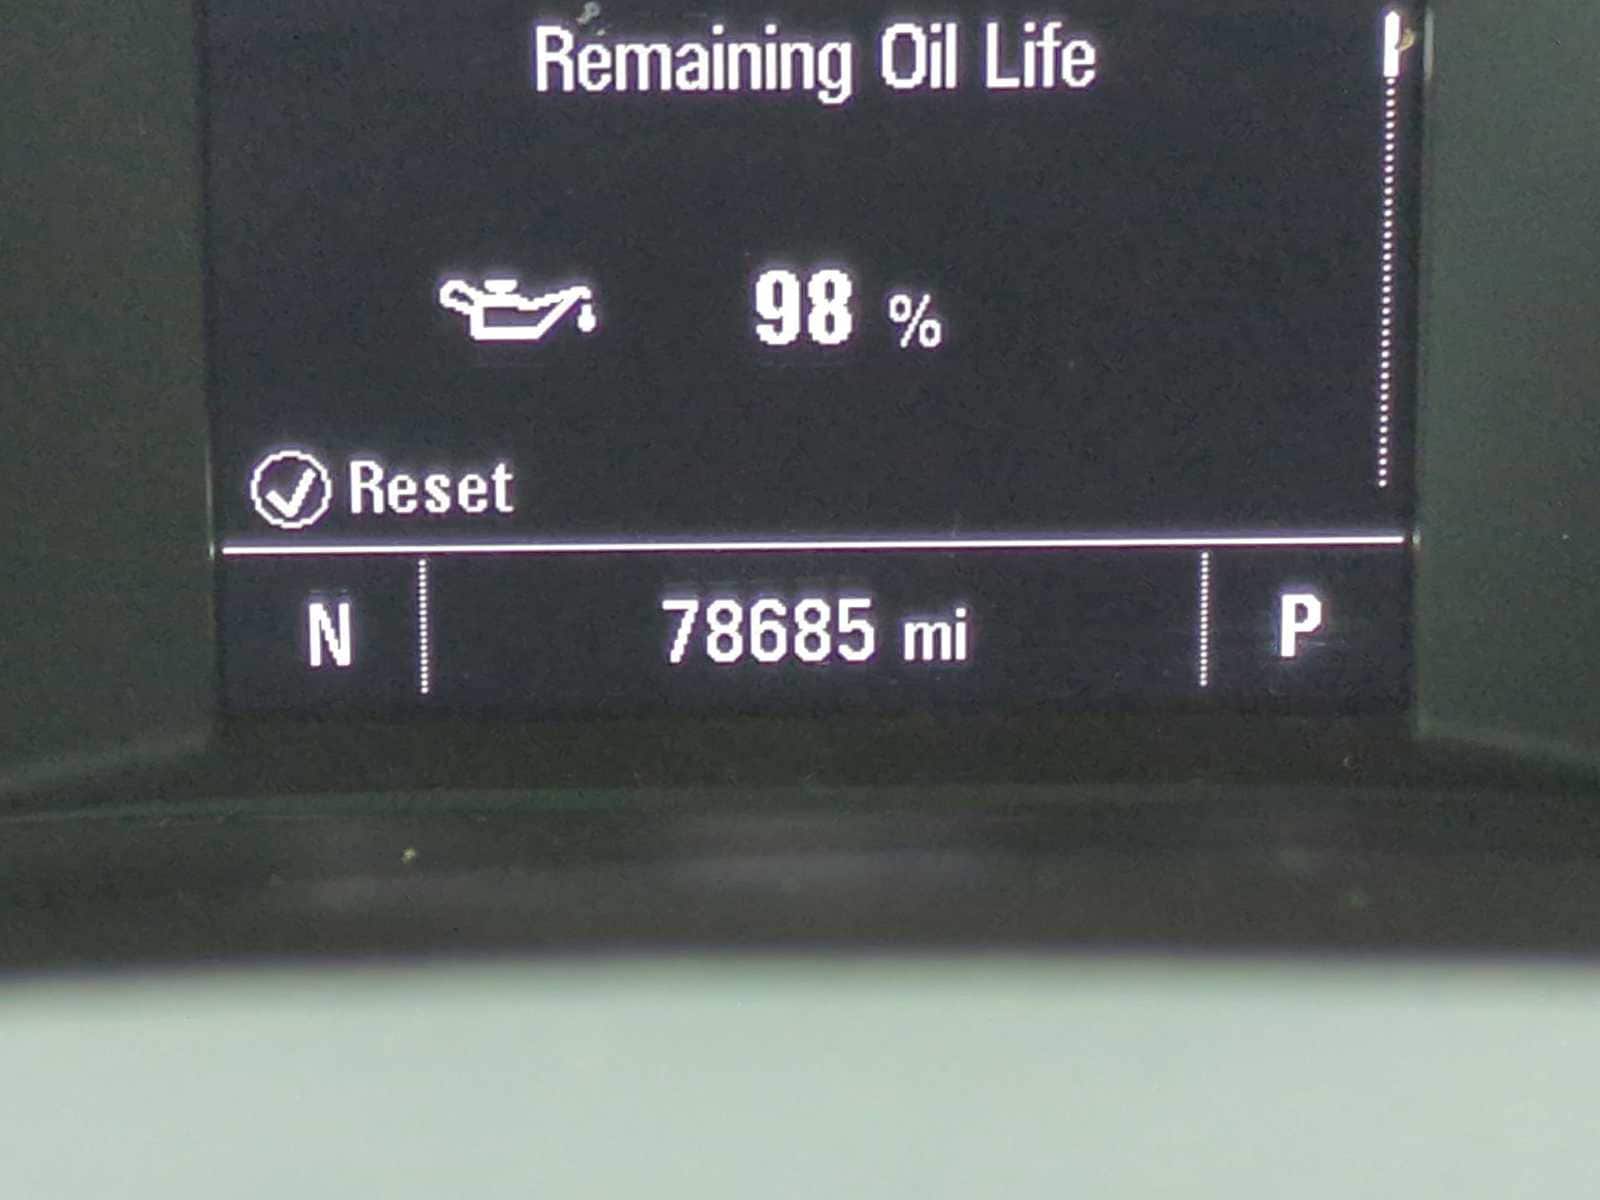 Remaining Oil Life
98 %
Reset
N 78685 mi P